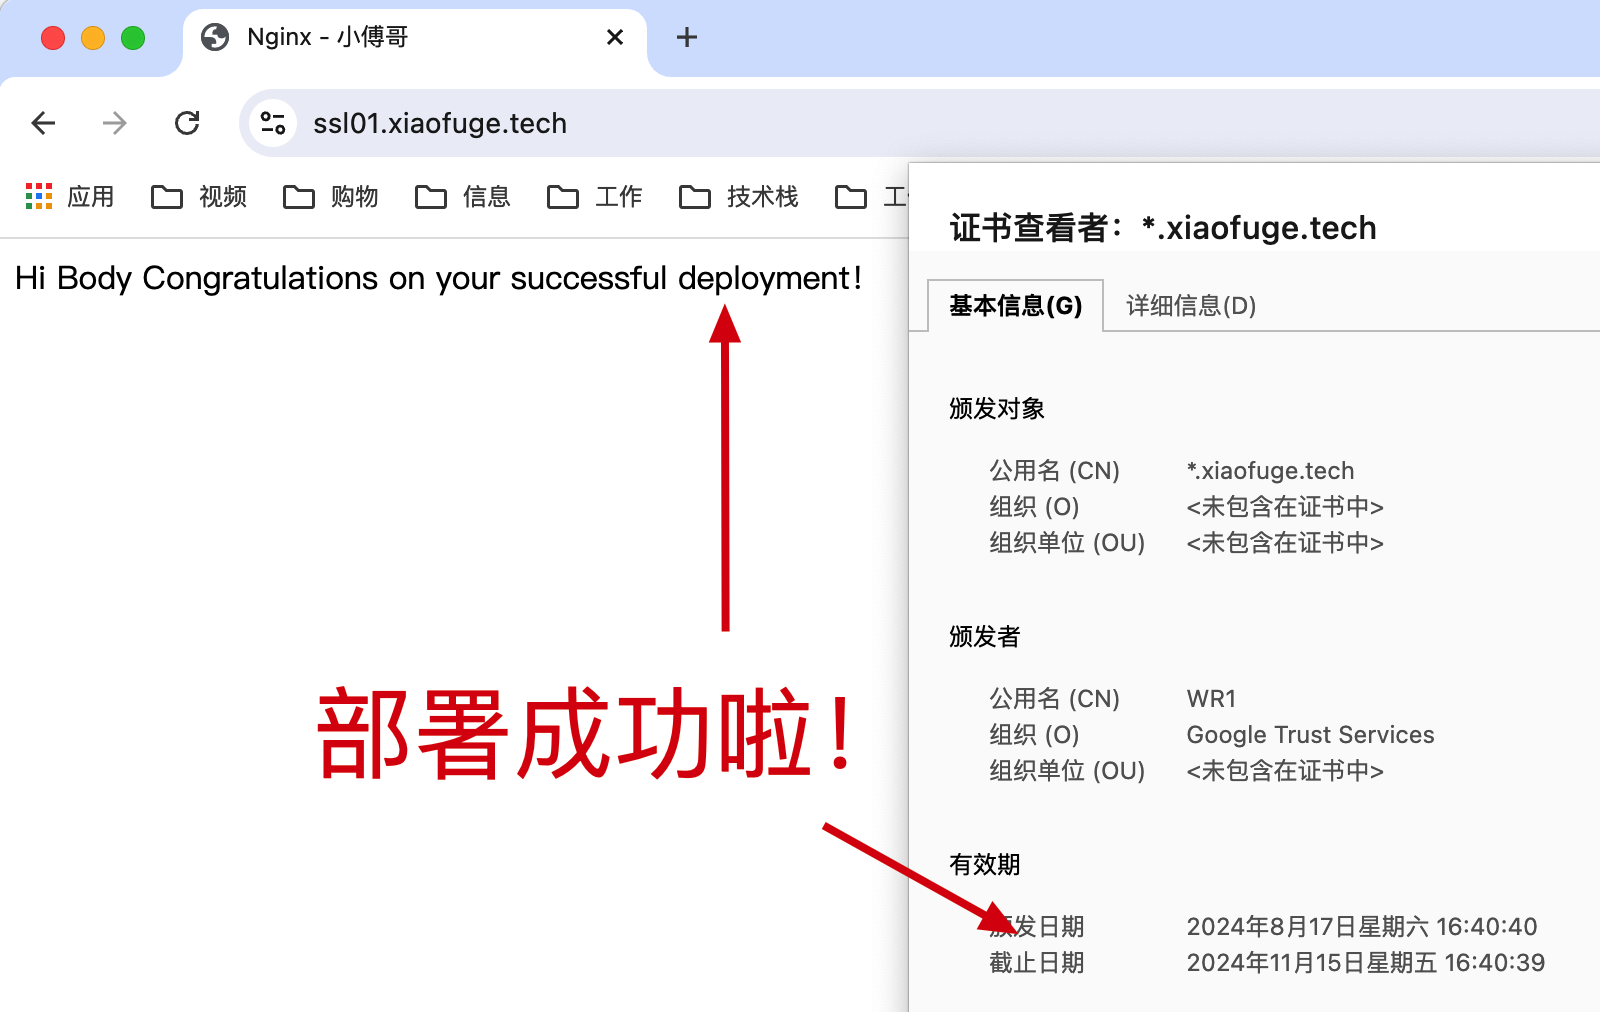 Nginx - 小傅哥
ssl01.xiaofuge.tech
应用 视频 购物 信息 工作 技术栈
Hi Body Congratulations on your successful deployment!
部署成功啦！
证书查看者：*.xiaofuge.tech
基本信息(G) 详细信息(D)
颁发对象
公用名 (CN) *.xiaofuge.tech
组织 (O) <未包含在证书中>
组织单位 (OU) <未包含在证书中>
颁发者
公用名 (CN) WR1
组织 (O) Google Trust Services
组织单位 (OU) <未包含在证书中>
有效期
颁发日期 2024年8月17日星期六 16:40:40
截止日期 2024年11月15日星期五 16:40:39